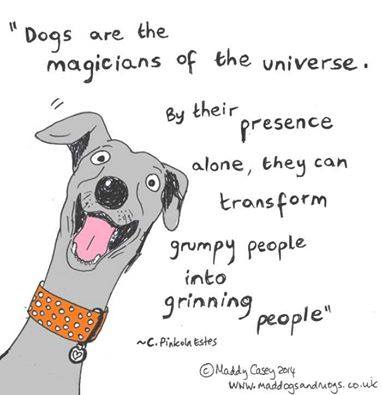 "Dogs are the
magicians of the universe.
By their
presence
alone, they can
transform
grumpy people
into
grinning
people"
~C. Pinkola Estes
©Maddy Casey 2014
www.maddogsandrugs.co.uk